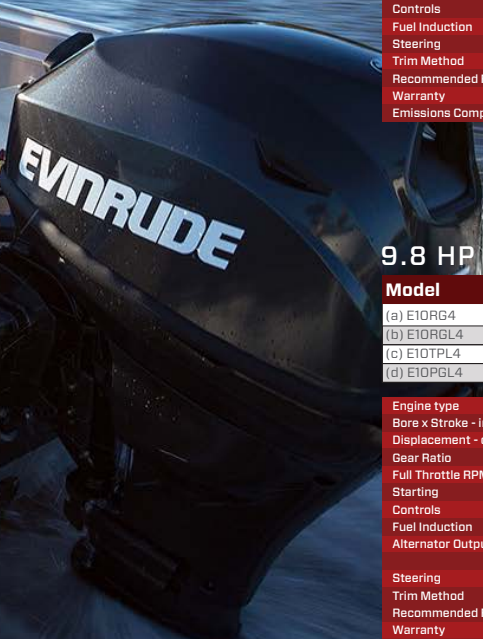 Controls
Fuel Induction
Steering
Trim Method
Recommended
Warranty
Emissions
EVINRUDE
9.8 HP
Model
(a) E10RG4
(b) E10RGL4
(c) E10TPL4
(d) E10PGL4
Engine type
Bore x Stroke -
Displacement -
Gear Ratio
Full Throttle RPM
Starting
Controls
Fuel Induction
Alternator
Steering
Trim Method
Recommended
Warranty